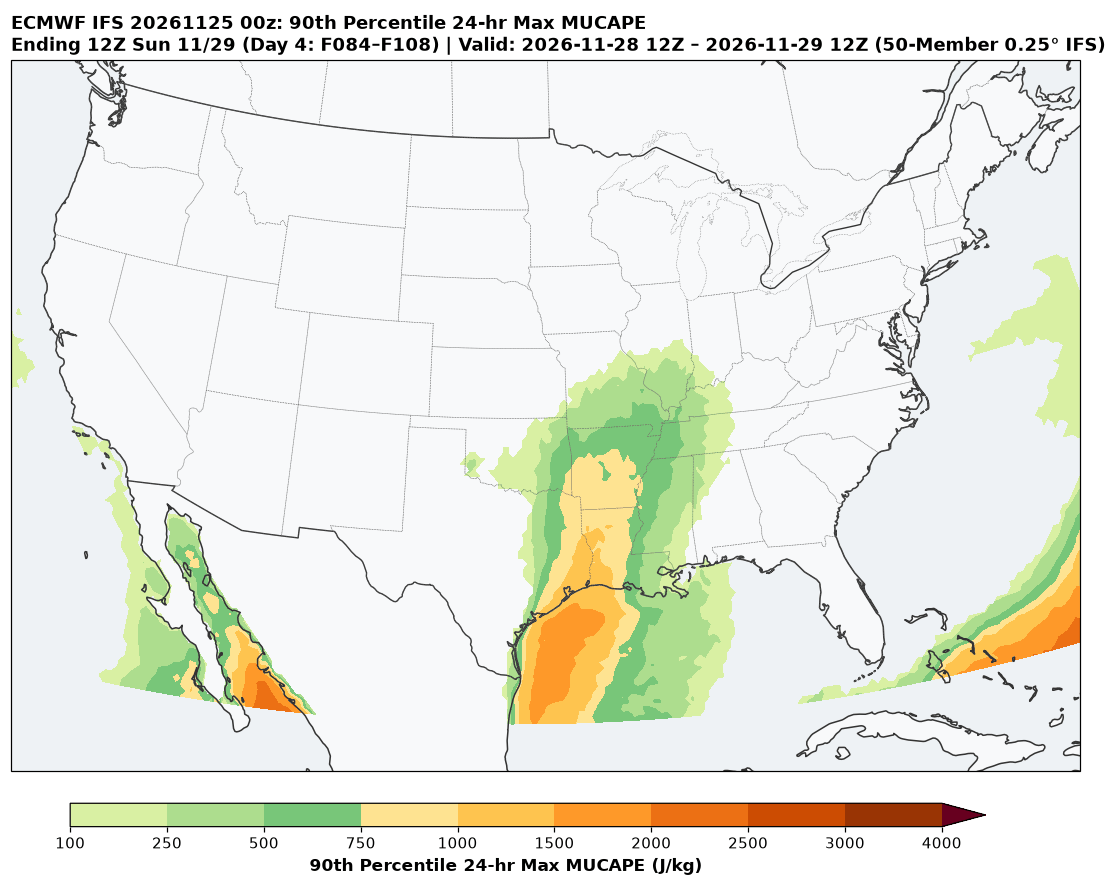 ECMWF IFS 20261125 00z: 90th Percentile 24-hr Max MUCAPE
Ending 12Z Sun 11/29 (Day 4: F084–F108) | Valid: 2026-11-28 12Z – 2026-11-29 12Z (50-Member 0.25° IFS)
100 250 500 750 1000 1500 2000 2500 3000 4000
90th Percentile 24-hr Max MUCAPE (J/kg)